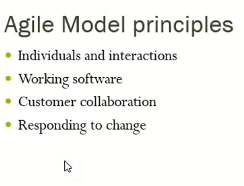 Agile Model principles
Individuals and interactions
Working software
Customer collaboration
Responding to change